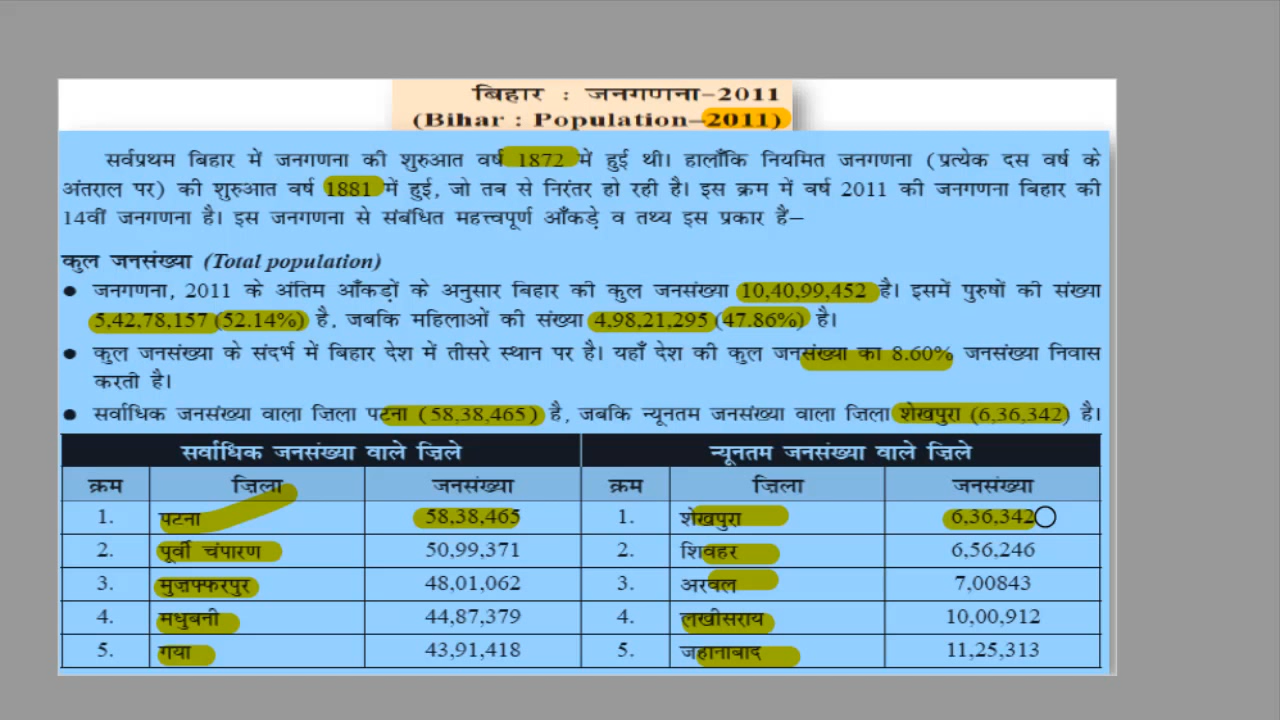 बिहार : जनगणना–2011
(Bihar : Population–2011)
सर्वप्रथम बिहार में जनगणना की शुरुआत वर्ष 1872 में हुई थी। हालाँकि नियमित जनगणना (प्रत्येक दस वर्ष के
अंतराल पर) की शुरुआत वर्ष 1881 में हुई, जो तब से निरंतर हो रही है। इस क्रम में वर्ष 2011 की जनगणना बिहार की
14वीं जनगणना है। इस जनगणना से संबंधित महत्त्वपूर्ण आँकड़े व तथ्य इस प्रकार हैं–
कुल जनसंख्या (Total population)
● जनगणना, 2011 के अंतिम आँकड़ों के अनुसार बिहार की कुल जनसंख्या 10,40,99,452 है। इसमें पुरुषों की संख्या
5,42,78,157 (52.14%) है, जबकि महिलाओं की संख्या 4,98,21,295 (47.86%) है।
● कुल जनसंख्या के संदर्भ में बिहार देश में तीसरे स्थान पर है। यहाँ देश की कुल जनसंख्या का 8.60% जनसंख्या निवास
करती है।
● सर्वाधिक जनसंख्या वाला ज़िला पटना (58,38,465) है, जबकि न्यूनतम जनसंख्या वाला ज़िला शेखपुरा (6,36,342) है।
सर्वाधिक जनसंख्या वाले ज़िले न्यूनतम जनसंख्या वाले ज़िले
क्रम ज़िला जनसंख्या क्रम ज़िला जनसंख्या
1. पटना 58,38,465 1. शेखपुरा 6,36,342
2. पूर्वी चंपारण 50,99,371 2. शिवहर 6,56,246
3. मुज़फ्फरपुर 48,01,062 3. अरवल 7,00843
4. मधुबनी 44,87,379 4. लखीसराय 10,00,912
5. गया 43,91,418 5. जहानाबाद 11,25,313